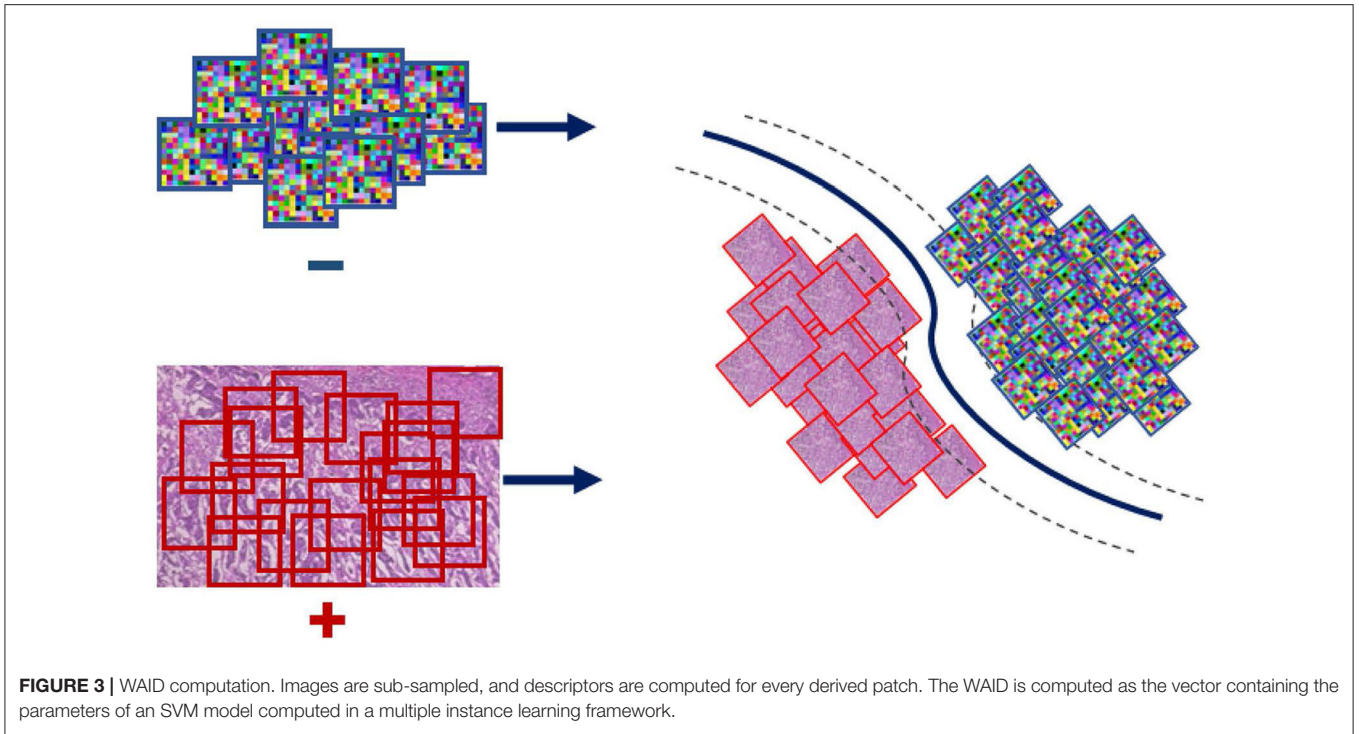 FIGURE 3 | WAID computation. Images are sub-sampled, and descriptors are computed for every derived patch. The WAID is computed as the vector containing the
parameters of an SVM model computed in a multiple instance learning framework.